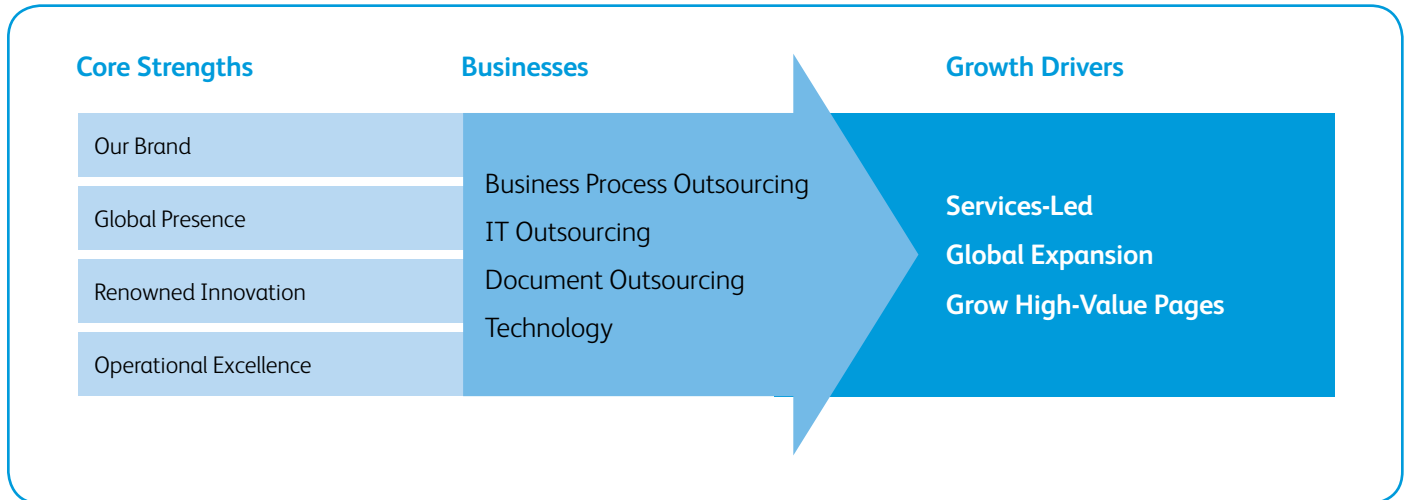 Core Strengths
Businesses
Growth Drivers
Our Brand
Global Presence
Renowned Innovation
Operational Excellence
Business Process Outsourcing
IT Outsourcing
Document Outsourcing
Technology
Services-Led
Global Expansion
Grow High-Value Pages